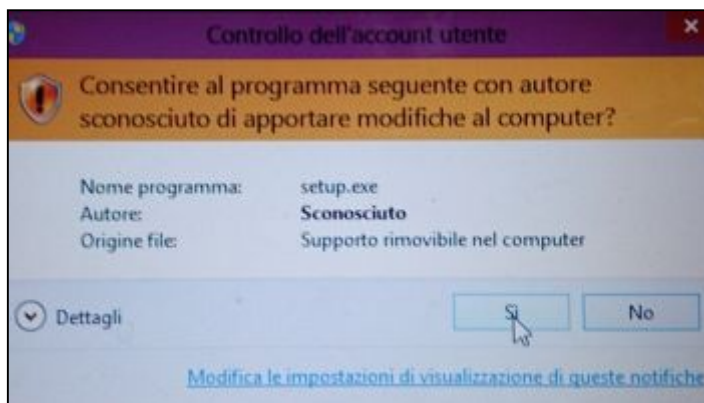 Controllo dell'account utente
Consentire al programma seguente con autore
sconosciuto di apportare modifiche al computer?
Nome programma: setup.exe
Autore: Sconosciuto
Origine file: Supporto rimovibile nel computer
Dettagli
Sì
No
Modifica le impostazioni di visualizzazione di queste notifiche